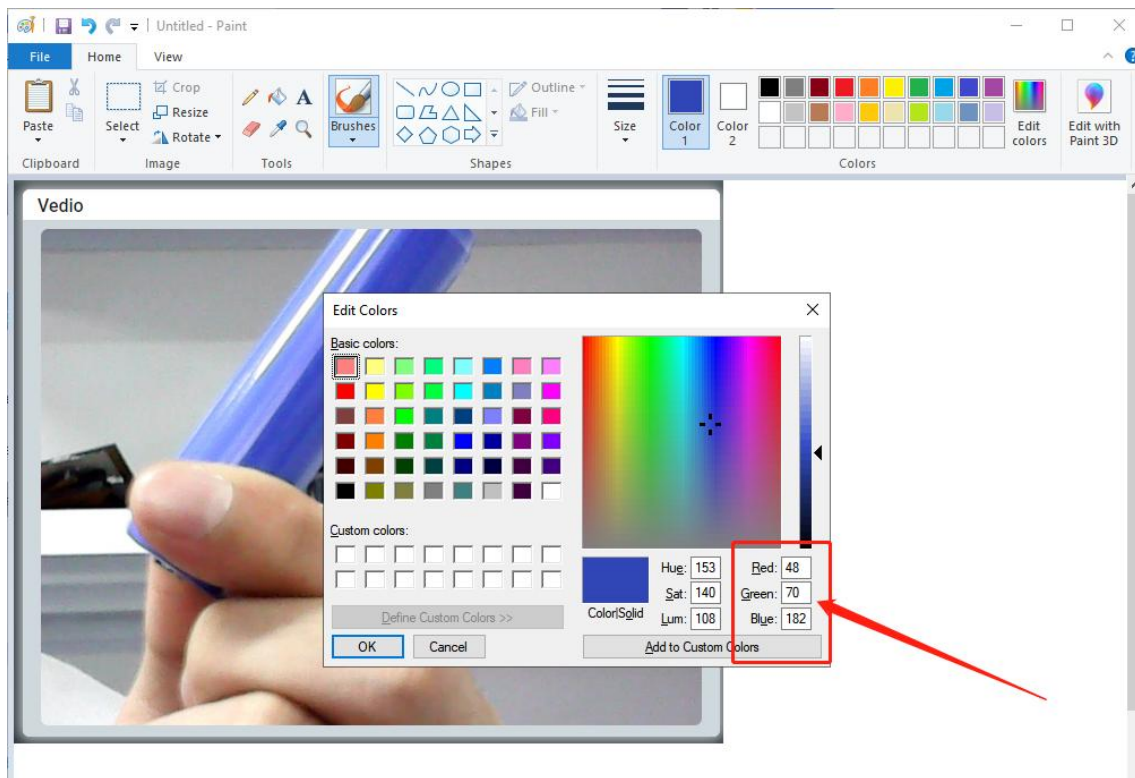 Untitled - Paint
File Home View
Paste
Clipboard
Select
Crop
Resize
Rotate
Image
A
Tools
Brushes
Shapes
Outline
Fill
Size
Color 1
Color 2
Colors
Edit colors
Edit with Paint 3D
Vedio
Edit Colors
Basic colors:
Custom colors:
Define Custom Colors >>
OK Cancel
Color|Solid
Hue: 153 Red: 48
Sat: 140 Green: 70
Lum: 108 Blue: 182
Add to Custom Colors